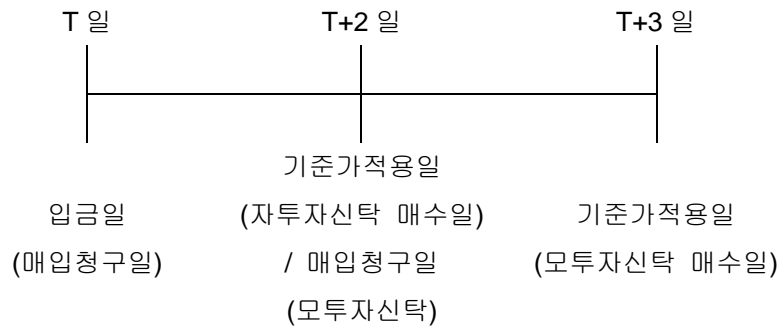 T 일 T+2 일 T+3 일
기준가적용일
입금일 (자투자신탁 매수일) 기준가적용일
(매입청구일) / 매입청구일 (모투자신탁 매수일)
(모투자신탁)